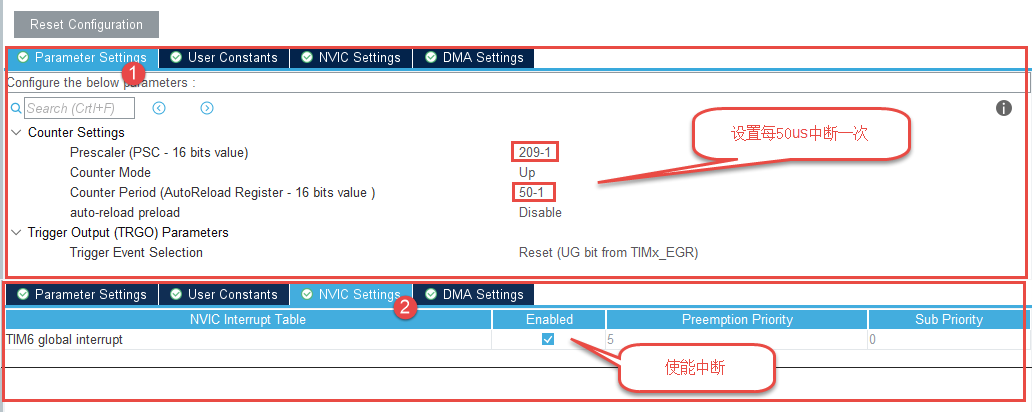 Reset Configuration
Parameter Settings User Constants NVIC Settings DMA Settings
1
Configure the below parameters :
Search (Crtl+F)
设置每50us中断一次
Counter Settings
Prescaler (PSC - 16 bits value) 209-1
Counter Mode Up
Counter Period (AutoReload Register - 16 bits value ) 50-1
auto-reload preload Disable
Trigger Output (TRGO) Parameters
Trigger Event Selection Reset (UG bit from TIMx_EGR)
Parameter Settings User Constants NVIC Settings DMA Settings
2
NVIC Interrupt Table Enabled Preemption Priority Sub Priority
TIM6 global interrupt 5 0
使能中断